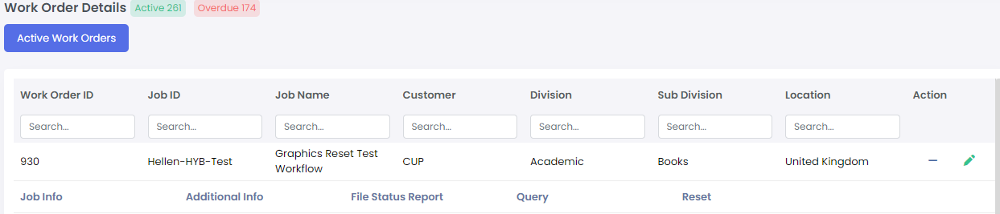 Work Order Details Active 261 Overdue 174
Active Work Orders
Work Order ID Job ID Job Name Customer Division Sub Division Location Action
Search... Search... Search... Search... Search... Search... Search...
930 Hellen-HYB-Test Graphics Reset Test Workflow CUP Academic Books United Kingdom
Job Info Additional Info File Status Report Query Reset